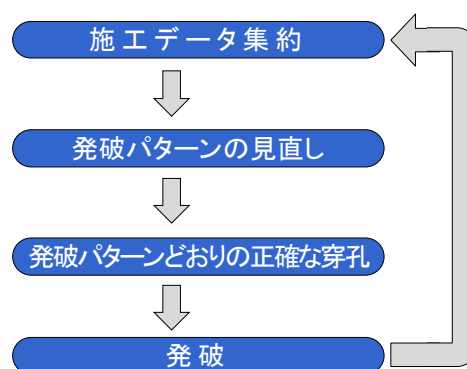 施工データ集約
発破パターンの見直し
発破パターンどおりの正確な穿孔
発破